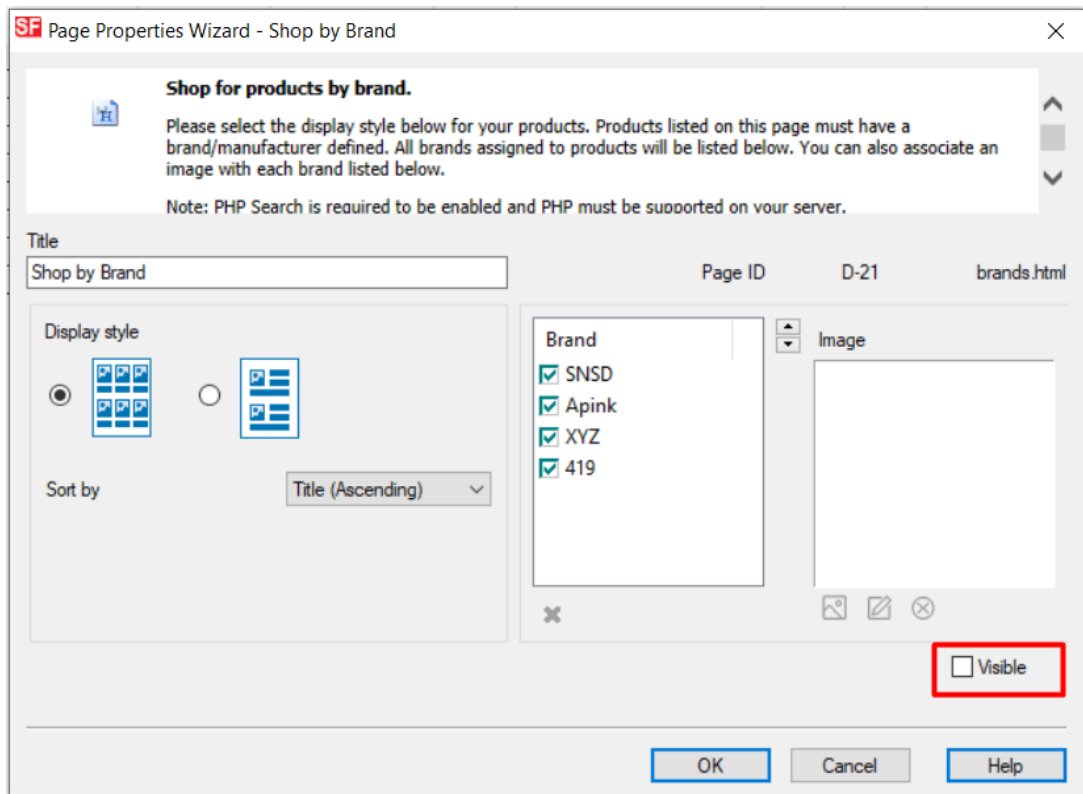 SF Page Properties Wizard - Shop by Brand
Shop for products by brand.
Please select the display style below for your products. Products listed on this page must have a
brand/manufacturer defined. All brands assigned to products will be listed below. You can also associate an
image with each brand listed below.
Note: PHP Search is required to be enabled and PHP must be supported on your server.
Title
Shop by Brand
Page ID D-21 brands.html
Display style
Sort by Title (Ascending)
Brand
SNSD
Apink
XYZ
419
Image
Visible
OK Cancel Help